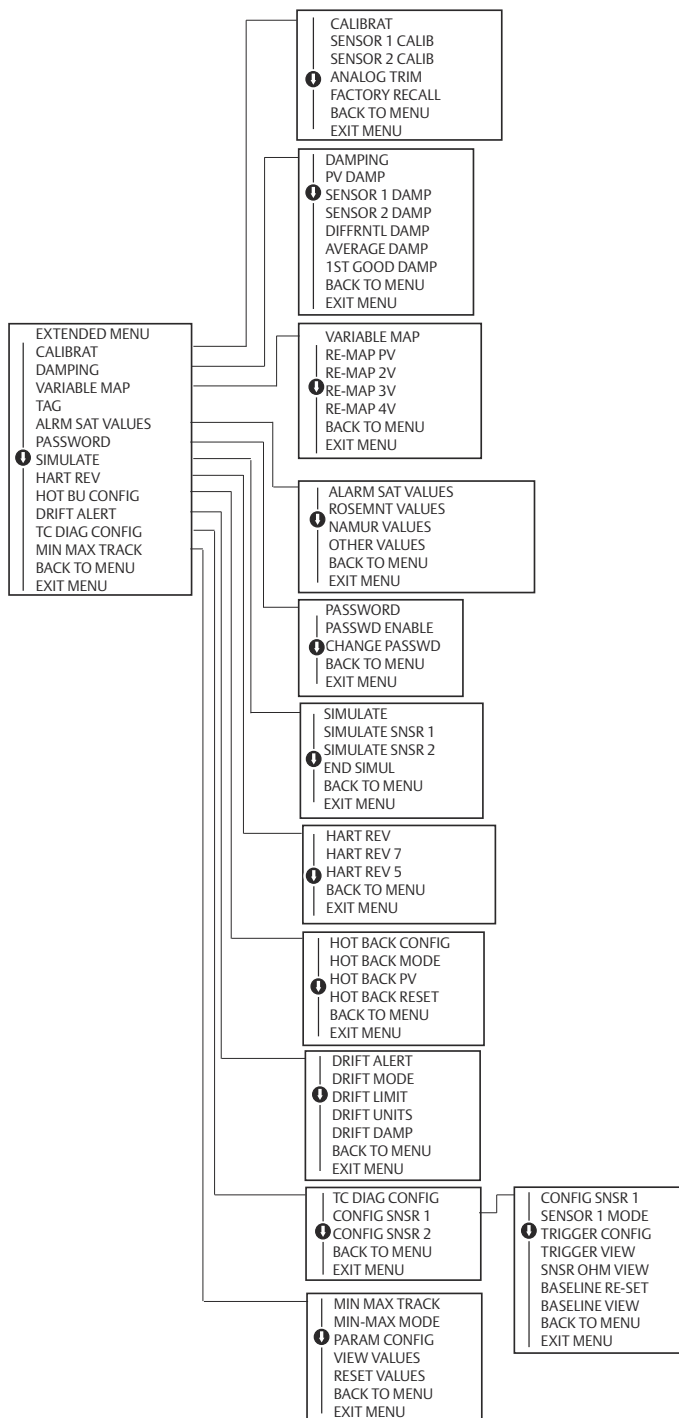 CALIBRAT
SENSOR 1 CALIB
SENSOR 2 CALIB
ANALOG TRIM
FACTORY RECALL
BACK TO MENU
EXIT MENU
DAMPING
PV DAMP
SENSOR 1 DAMP
SENSOR 2 DAMP
DIFFRNTL DAMP
AVERAGE DAMP
1ST GOOD DAMP
BACK TO MENU
EXIT MENU
EXTENDED MENU
CALIBRAT
DAMPING
VARIABLE MAP
TAG
ALRM SAT VALUES
PASSWORD
SIMULATE
HART REV
HOT BU CONFIG
DRIFT ALERT
TC DIAG CONFIG
MIN MAX TRACK
BACK TO MENU
EXIT MENU
VARIABLE MAP
RE-MAP PV
RE-MAP 2V
RE-MAP 3V
RE-MAP 4V
BACK TO MENU
EXIT MENU
ALARM SAT VALUES
ROSEMNT VALUES
NAMUR VALUES
OTHER VALUES
BACK TO MENU
EXIT MENU
PASSWORD
PASSWD ENABLE
CHANGE PASSWD
BACK TO MENU
EXIT MENU
SIMULATE
SIMULATE SNSR 1
SIMULATE SNSR 2
END SIMUL
BACK TO MENU
EXIT MENU
HART REV
HART REV 7
HART REV 5
BACK TO MENU
EXIT MENU
HOT BACK CONFIG
HOT BACK MODE
HOT BACK PV
HOT BACK RESET
BACK TO MENU
EXIT MENU
DRIFT ALERT
DRIFT MODE
DRIFT LIMIT
DRIFT UNITS
DRIFT DAMP
BACK TO MENU
EXIT MENU
TC DIAG CONFIG
CONFIG SNSR 1
CONFIG SNSR 2
BACK TO MENU
EXIT MENU
CONFIG SNSR 1
SENSOR 1 MODE
TRIGGER CONFIG
TRIGGER VIEW
SNSR OHM VIEW
BASELINE RE-SET
BASELINE VIEW
BACK TO MENU
EXIT MENU
MIN MAX TRACK
MIN-MAX MODE
PARAM CONFIG
VIEW VALUES
RESET VALUES
BACK TO MENU
EXIT MENU